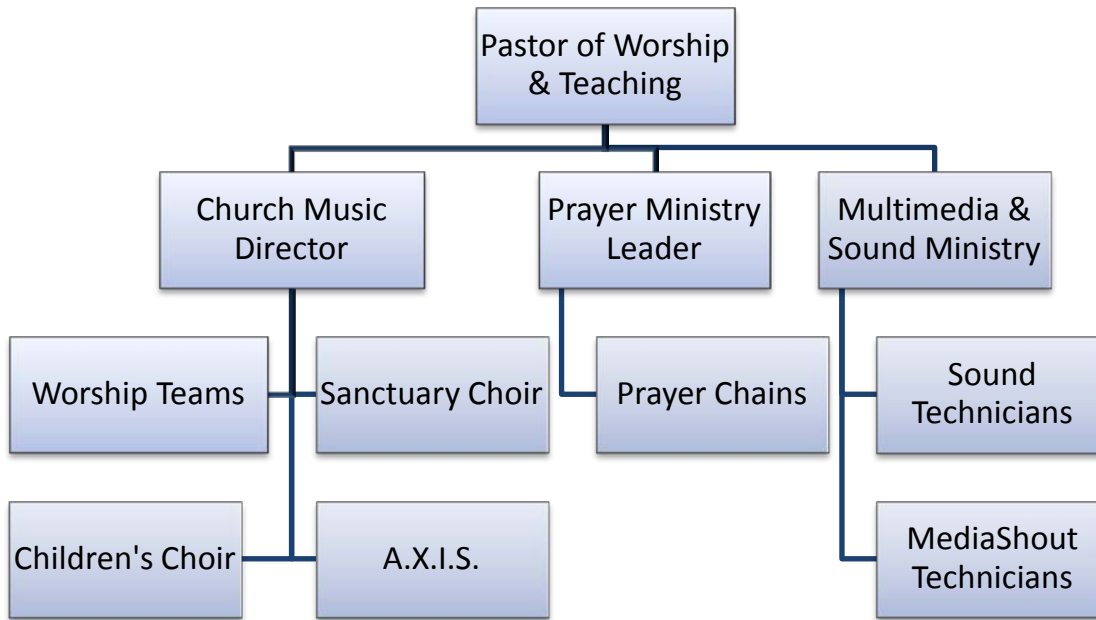 Pastor of Worship
& Teaching
Church Music
Director
Prayer Ministry
Leader
Multimedia &
Sound Ministry
Worship Teams
Sanctuary Choir
Prayer Chains
Sound
Technicians
Children's Choir
A.X.I.S.
MediaShout
Technicians